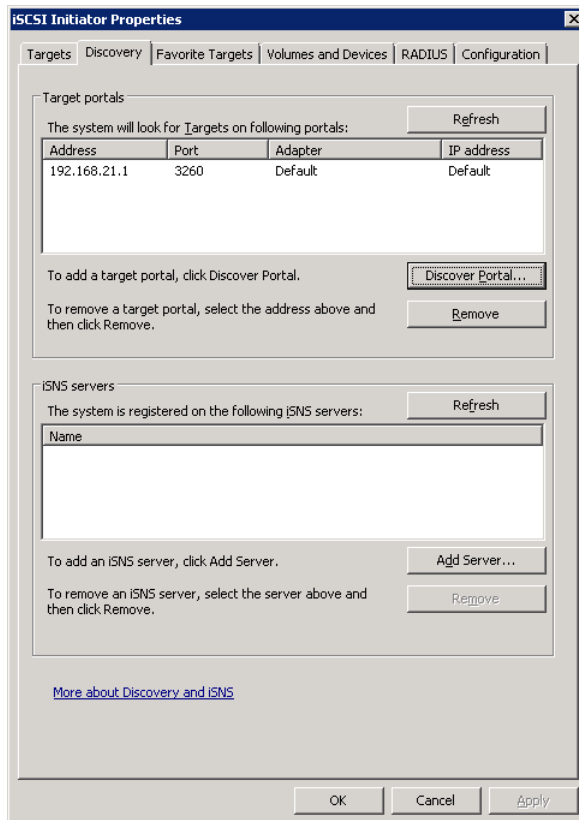 iSCSI Initiator Properties
Targets Discovery Favorite Targets Volumes and Devices RADIUS Configuration
Target portals
The system will look for Targets on following portals: Refresh
Address Port Adapter IP address
192.168.21.1 3260 Default Default
To add a target portal, click Discover Portal. Discover Portal...
To remove a target portal, select the address above and
then click Remove.
Remove
iSNS servers
The system is registered on the following iSNS servers: Refresh
Name
To add an iSNS server, click Add Server. Add Server...
To remove an iSNS server, select the server above and
then click Remove.
Remove
More about Discovery and iSNS
OK Cancel Apply